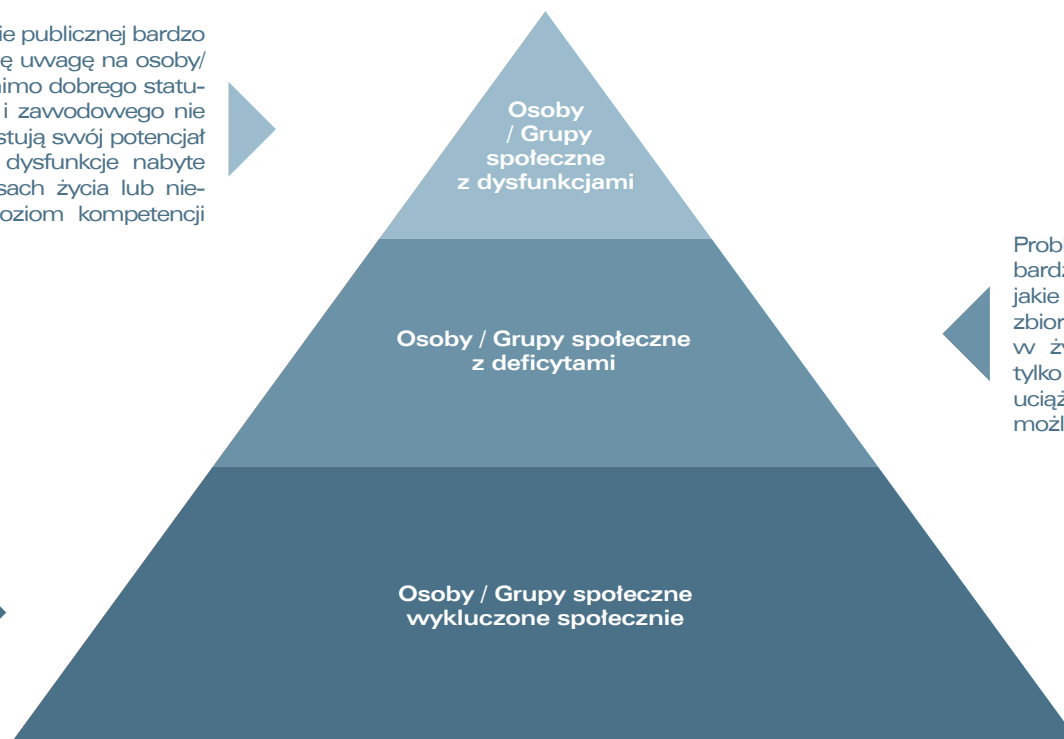 ie publicznej bardzo
ę uwagę na osoby/
imo dobrego statu-
i zawodowego nie
stują swój potencjał
dysfunkcje nabyte
sach życia lub nie-
oziom kompetencji
Osoby
/ Grupy
społeczne
z dysfunkcjami
Osoby / Grupy społeczne
z deficytami
Prob
bardz
jakie
zbior
w ży
tylko
uciąż
możl
Osoby / Grupy społeczne
wykluczone społecznie